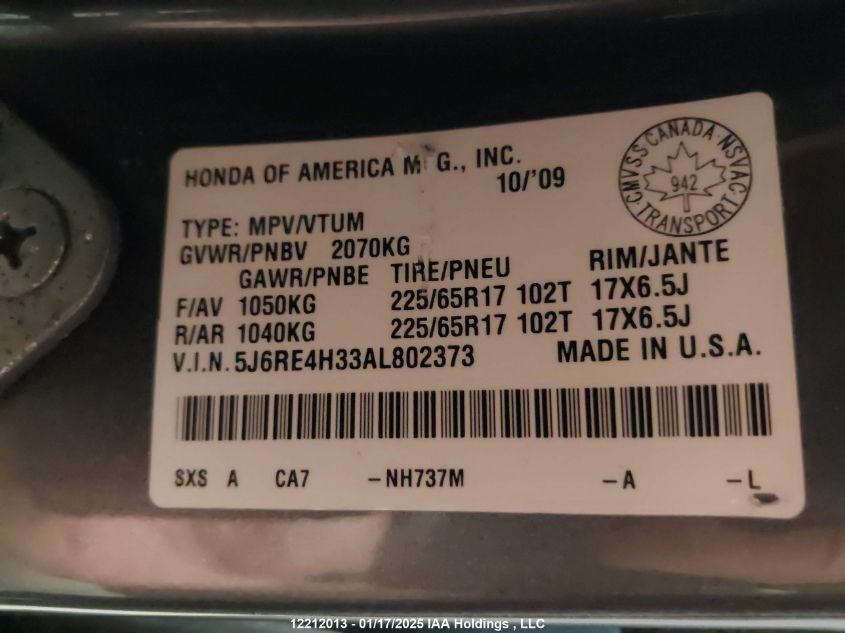 HONDA OF AMERICA M G., INC.
10/'09
CMVSS CANADA NSVAC
942
TRANSPORT
TYPE: MPV/VTUM
GVWR/PNBV 2070KG
GAWR/PNBE TIRE/PNEU RIM/JANTE
F/AV 1050KG 225/65R17 102T 17X6.5J
R/AR 1040KG 225/65R17 102T 17X6.5J
V.I.N. 5J6RE4H33AL802373 MADE IN U.S.A.
SXS A CA7 -NH737M -A -L
12212013 - 01/17/2025 IAA Holdings , LLC